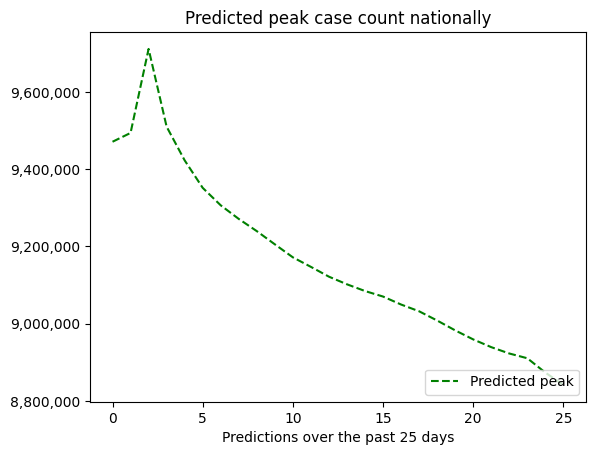 Predicted peak case count nationally
9,600,000
9,400,000
9,200,000
9,000,000
8,800,000
Predicted peak
0 5 10 15 20 25
Predictions over the past 25 days